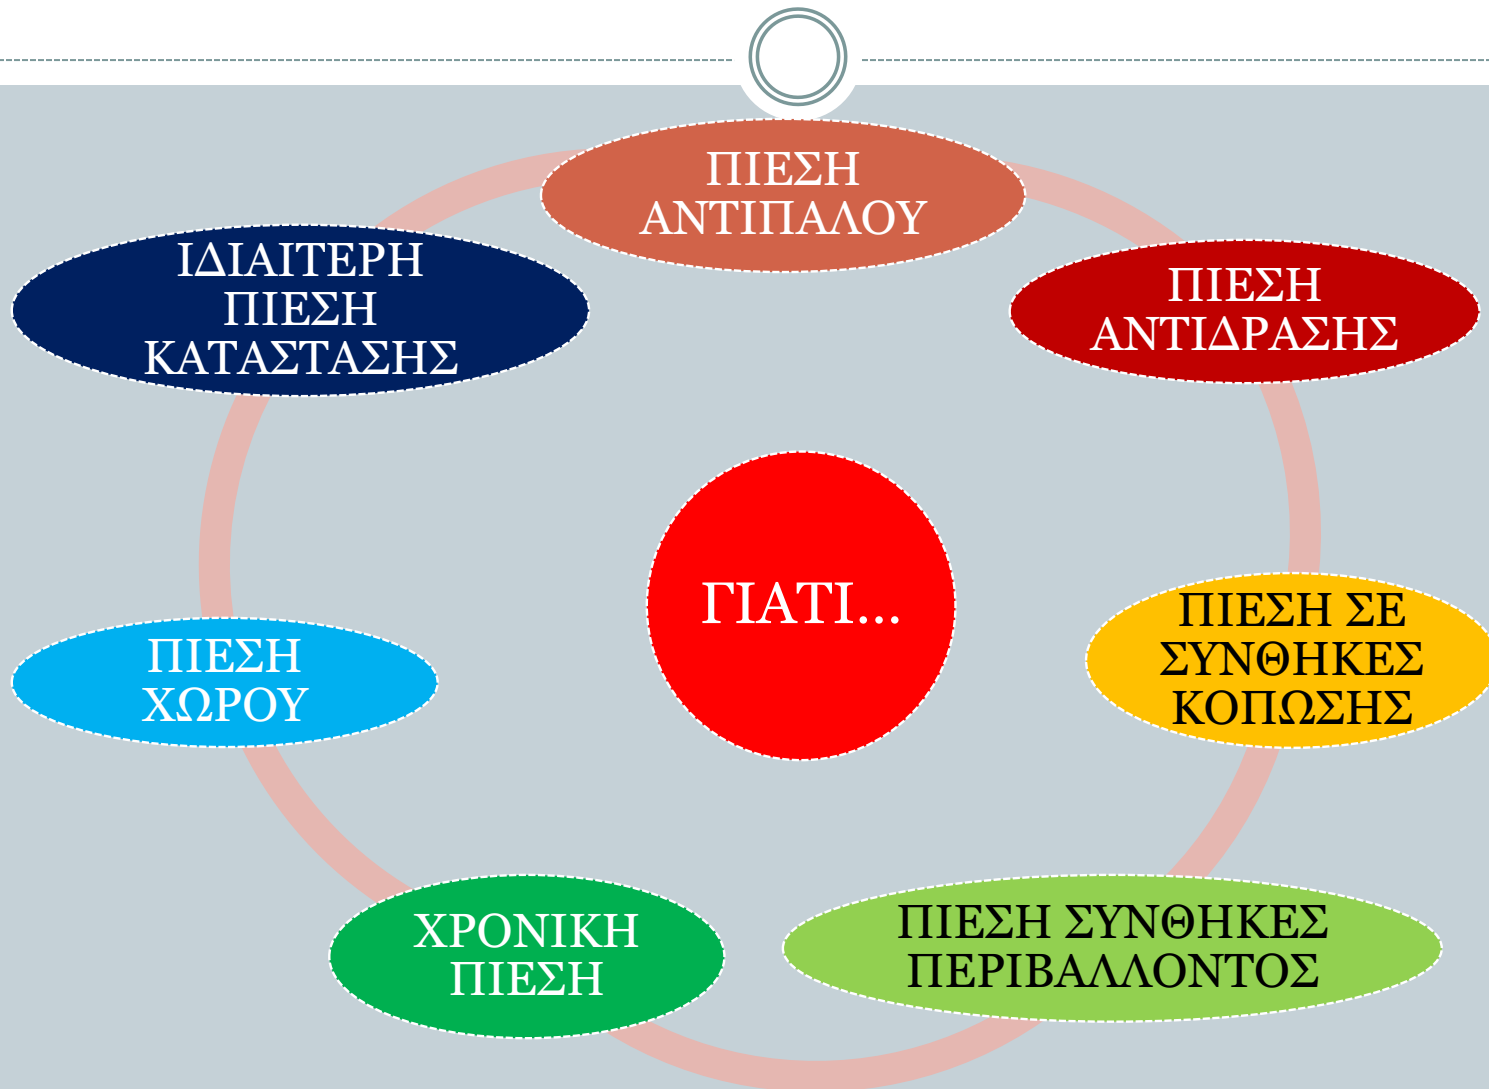 ΠΙΕΣΗ
ΑΝΤΙΠΑΛΟΥ
ΠΙΕΣΗ
ΑΝΤΙΔΡΑΣΗΣ
ΠΙΕΣΗ ΣΕ
ΣΥΝΘΗΚΕΣ
ΚΟΠΩΣΗΣ
ΠΙΕΣΗ ΣΥΝΘΗΚΕΣ
ΠΕΡΙΒΑΛΛΟΝΤΟΣ
ΧΡΟΝΙΚΗ
ΠΙΕΣΗ
ΠΙΕΣΗ
ΧΩΡΟΥ
ΙΔΙΑΙΤΕΡΗ
ΠΙΕΣΗ
ΚΑΤΑΣΤΑΣΗΣ
ΓΙΑΤΙ...